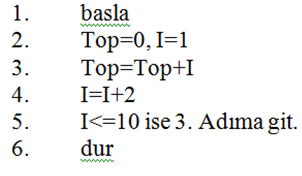 1. basla
2. Top=0, I=1
3. Top=Top+I
4. I=I+2
5. I<=10 ise 3. Adıma git.
6. dur